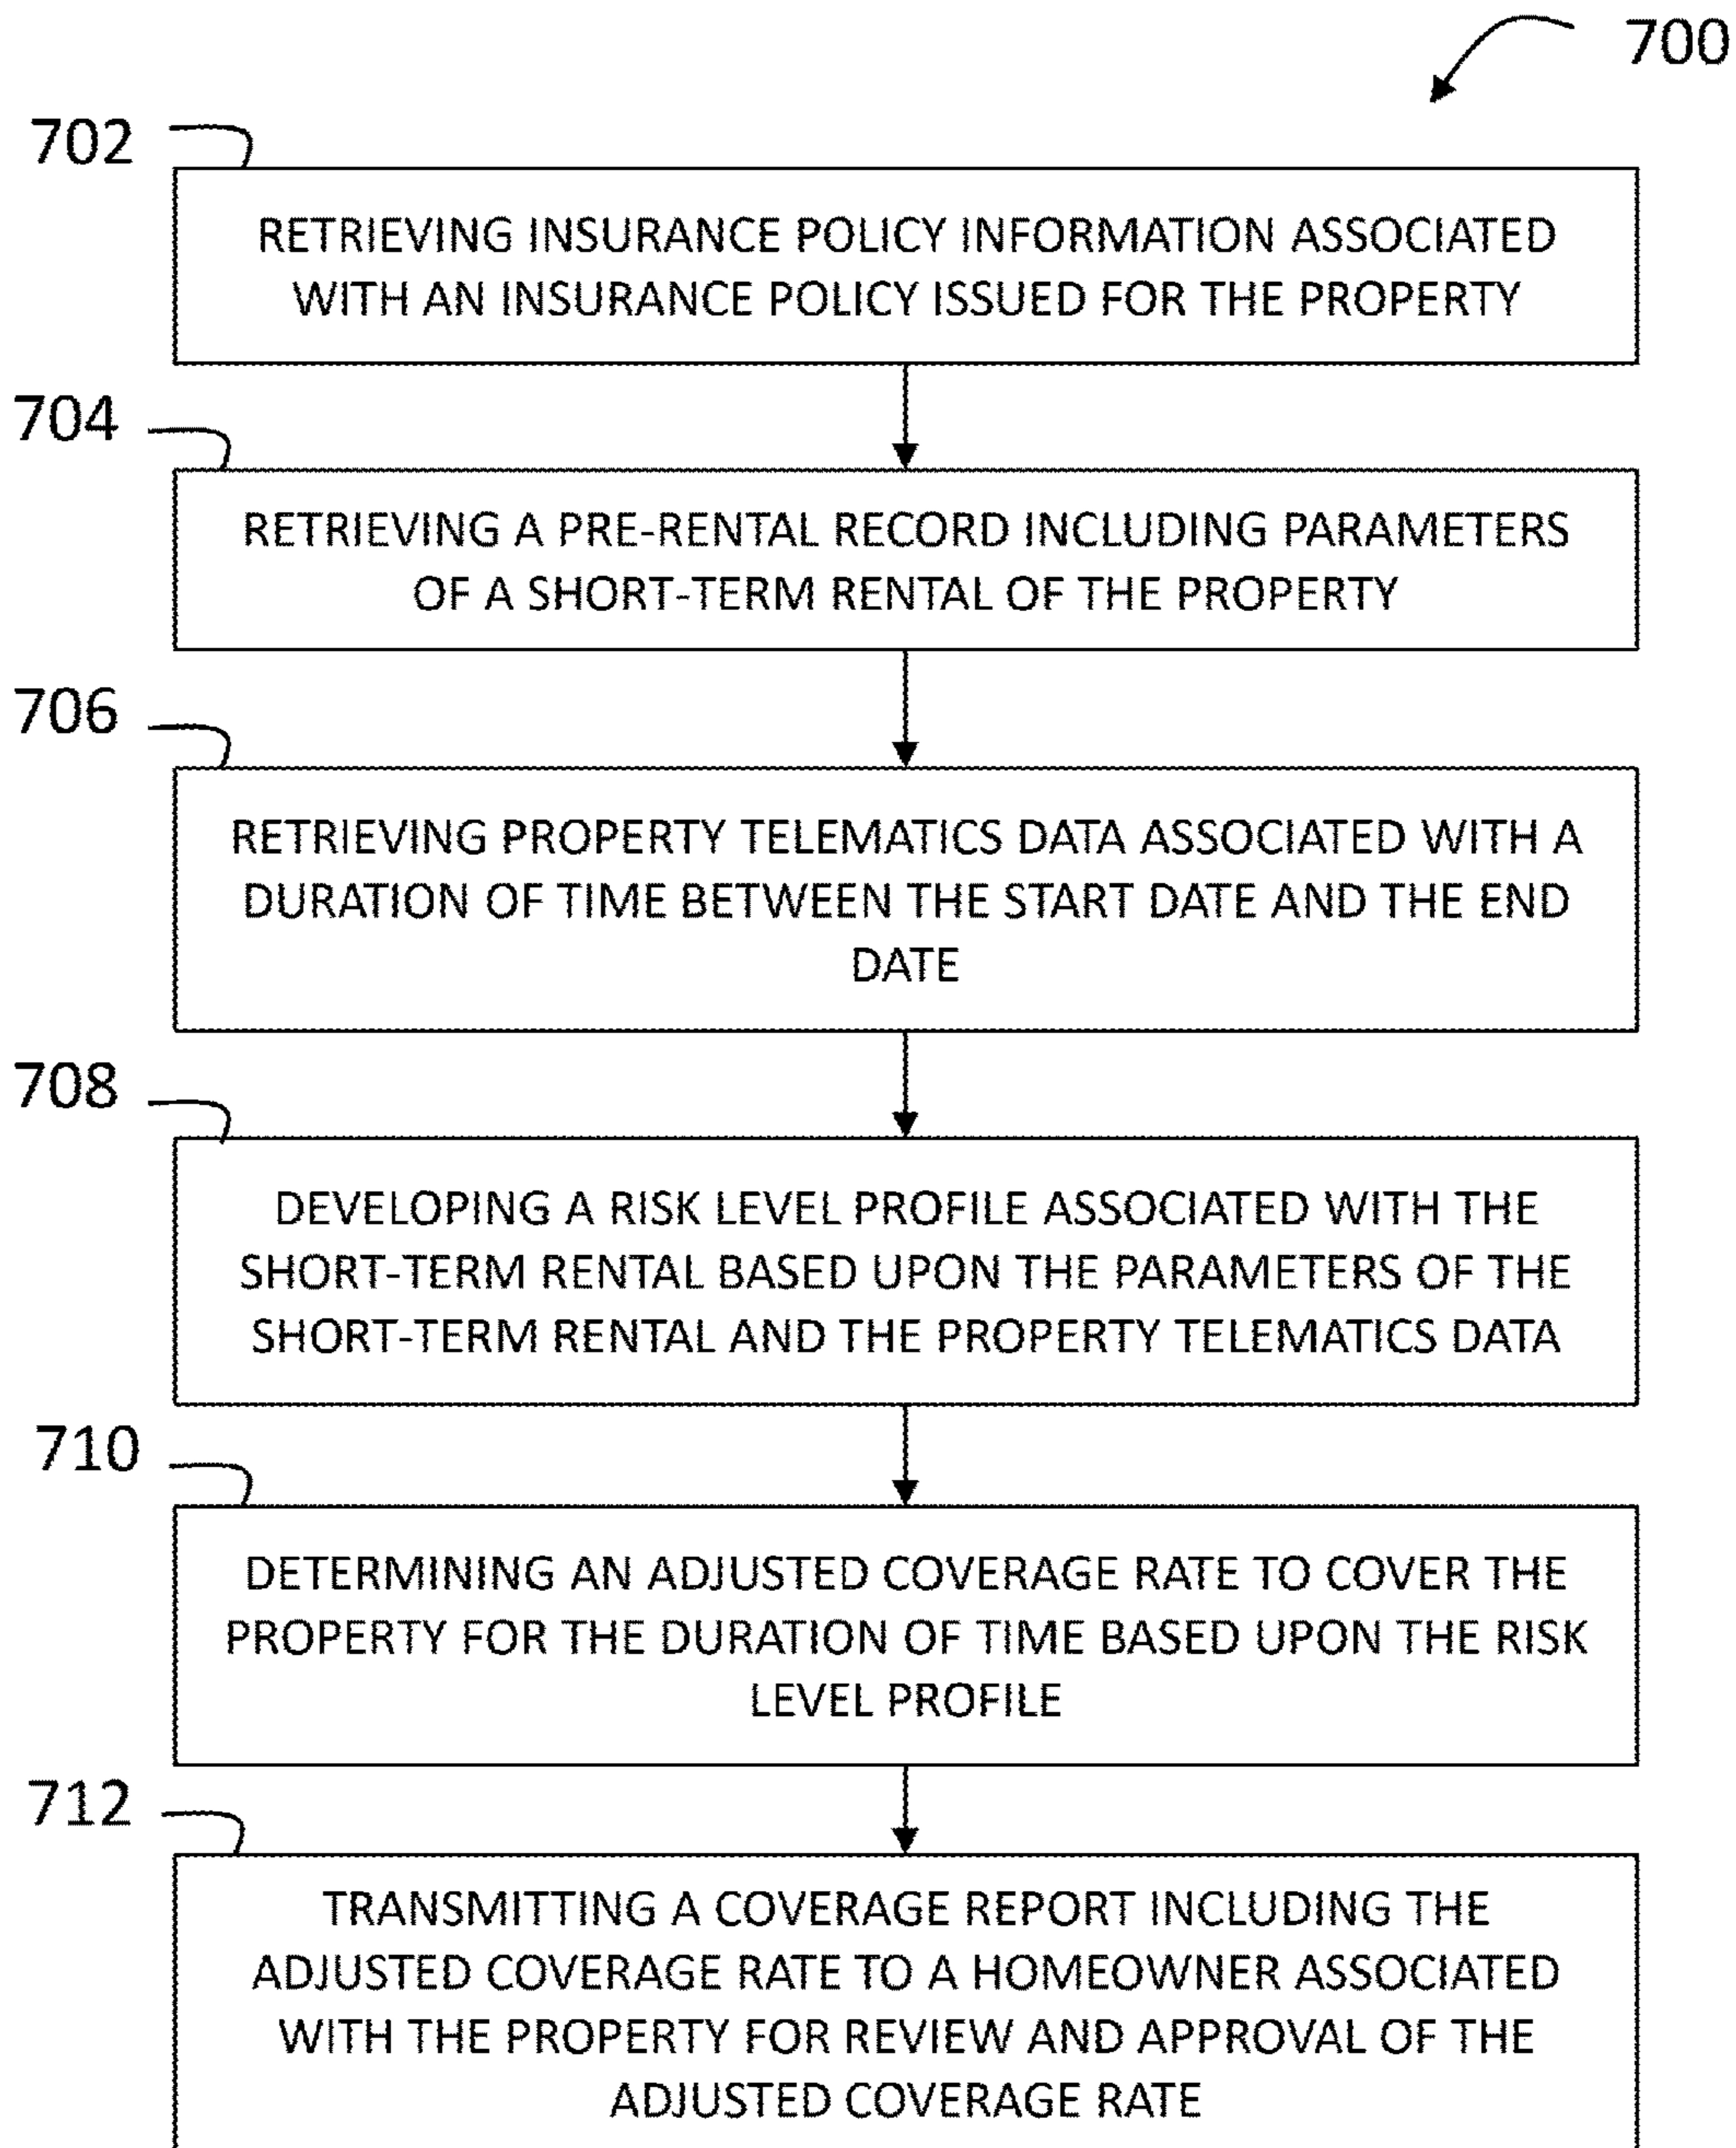 700
702
RETRIEVING INSURANCE POLICY INFORMATION ASSOCIATED
WITH AN INSURANCE POLICY ISSUED FOR THE PROPERTY
704
RETRIEVING A PRE-RENTAL RECORD INCLUDING PARAMETERS
OF A SHORT-TERM RENTAL OF THE PROPERTY
706
RETRIEVING PROPERTY TELEMATICS DATA ASSOCIATED WITH A
DURATION OF TIME BETWEEN THE START DATE AND THE END
DATE
708
DEVELOPING A RISK LEVEL PROFILE ASSOCIATED WITH THE
SHORT-TERM RENTAL BASED UPON THE PARAMETERS OF THE
SHORT-TERM RENTAL AND THE PROPERTY TELEMATICS DATA
710
DETERMINING AN ADJUSTED COVERAGE RATE TO COVER THE
PROPERTY FOR THE DURATION OF TIME BASED UPON THE RISK
LEVEL PROFILE
712
TRANSMITTING A COVERAGE REPORT INCLUDING THE
ADJUSTED COVERAGE RATE TO A HOMEOWNER ASSOCIATED
WITH THE PROPERTY FOR REVIEW AND APPROVAL OF THE
ADJUSTED COVERAGE RATE